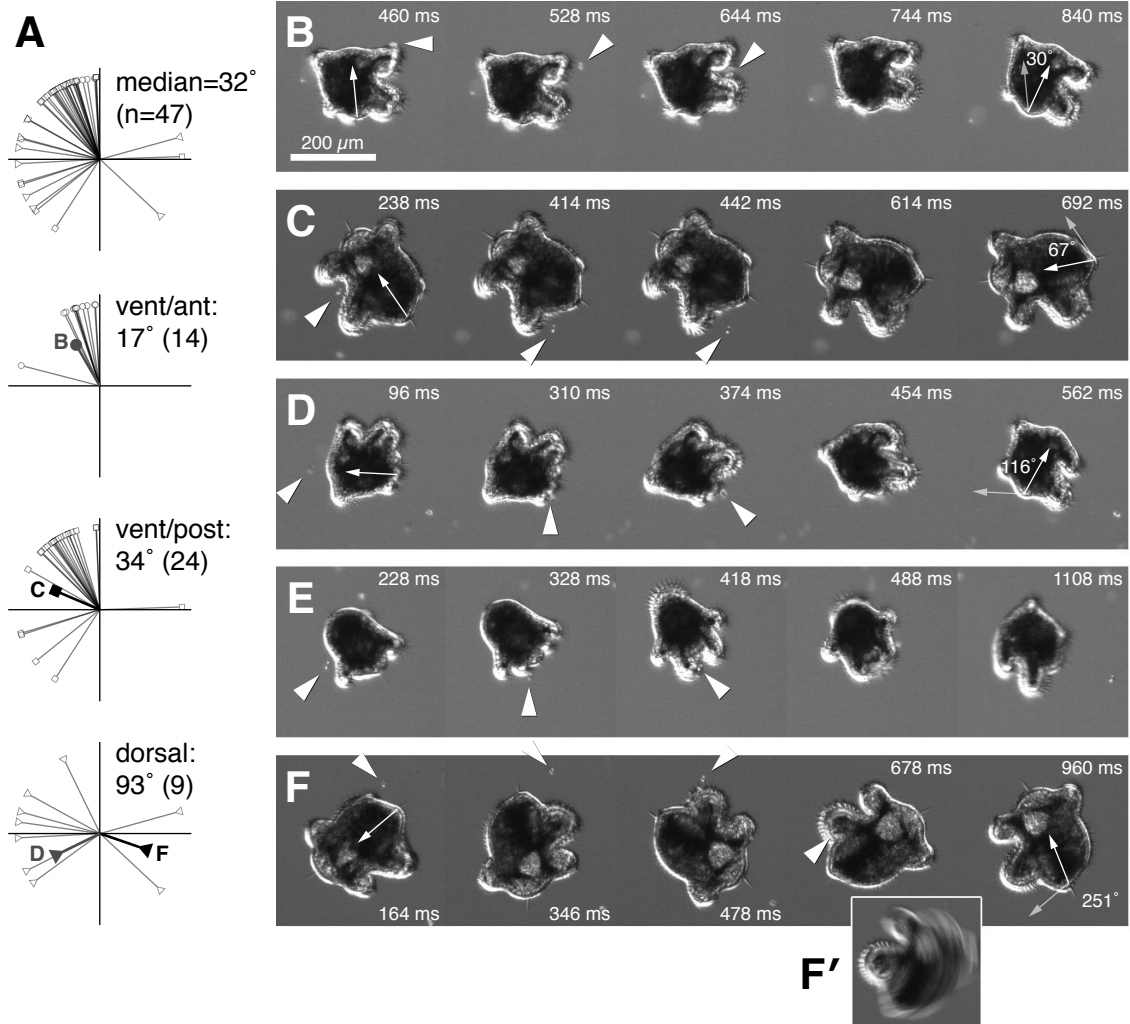 A
median=32°
(n=47)
vent/ant:
17° (14)
B
vent/post:
34° (24)
C
dorsal:
93° (9)
D
F
B
460 ms
528 ms
644 ms
744 ms
840 ms
30°
200 µm
C
238 ms
414 ms
442 ms
614 ms
692 ms
67°
D
96 ms
310 ms
374 ms
454 ms
562 ms
116°
E
228 ms
328 ms
418 ms
488 ms
1108 ms
F
678 ms
960 ms
164 ms
346 ms
478 ms
251°
F′